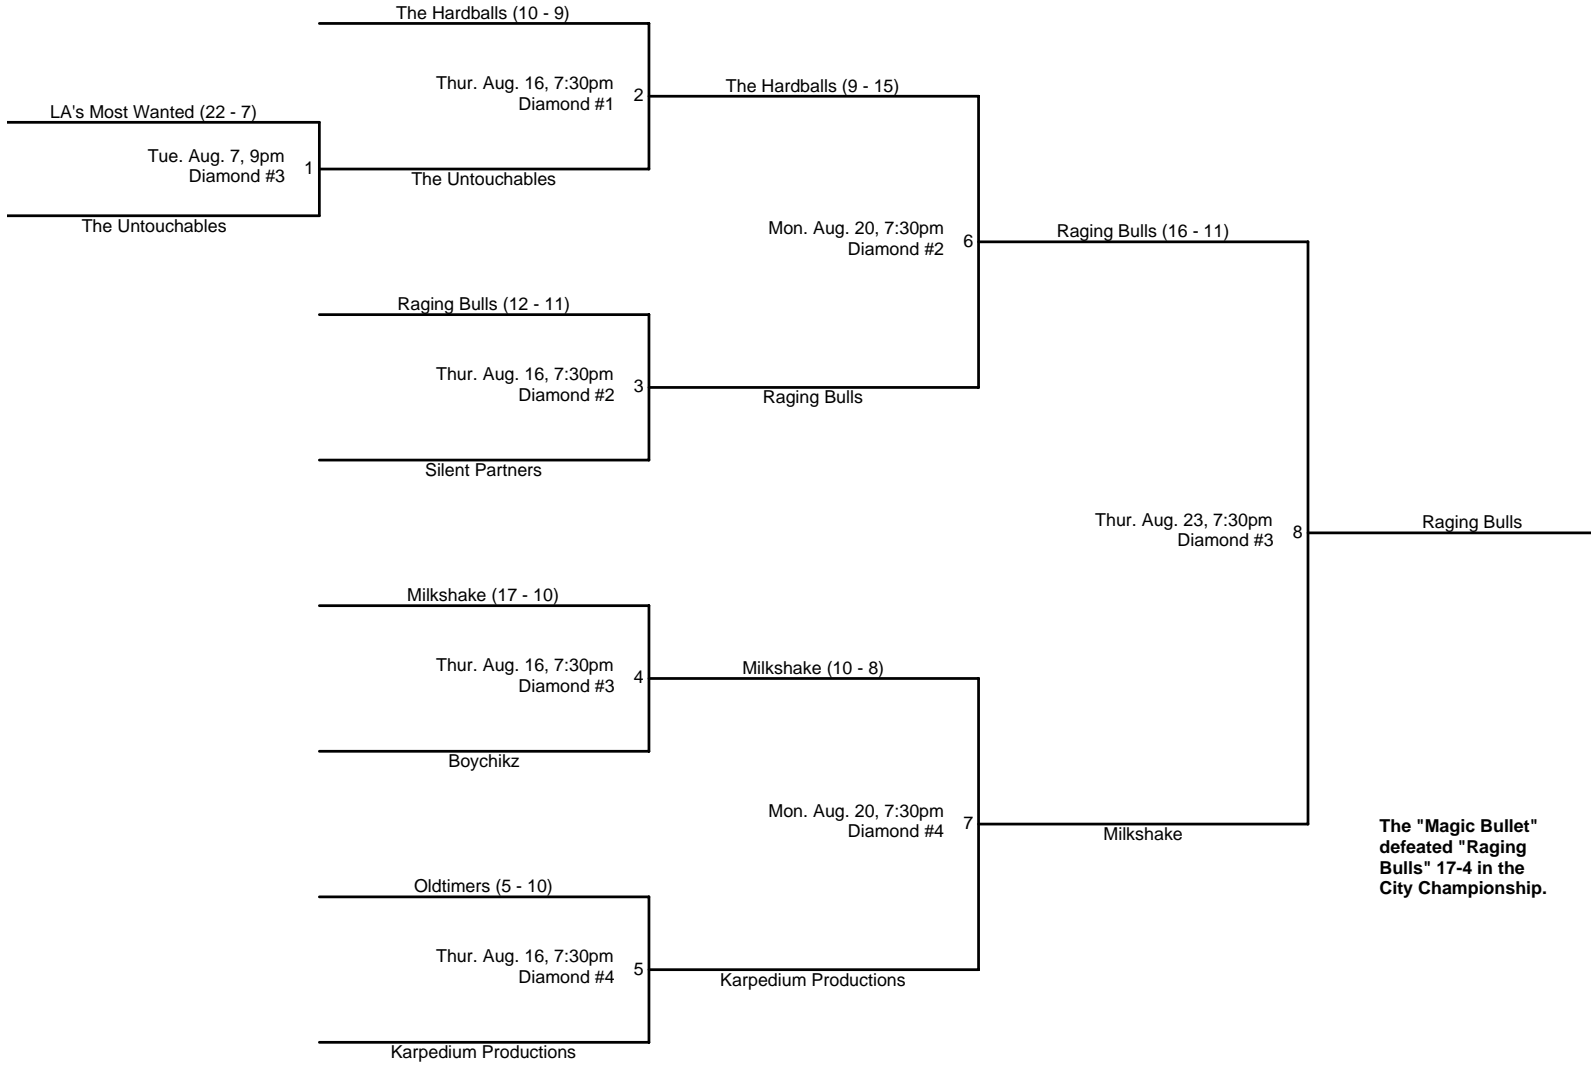 The Hardballs (10 - 9)
Thur. Aug. 16, 7:30pm
Diamond #1
2
The Hardballs (9 - 15)
LA's Most Wanted (22 - 7)
Tue. Aug. 7, 9pm
Diamond #3
1
The Untouchables
The Untouchables
Mon. Aug. 20, 7:30pm
Diamond #2
6
Raging Bulls (16 - 11)
Raging Bulls (12 - 11)
Thur. Aug. 16, 7:30pm
Diamond #2
3
Raging Bulls
Silent Partners
Thur. Aug. 23, 7:30pm
Diamond #3
8
Raging Bulls
Milkshake (17 - 10)
Thur. Aug. 16, 7:30pm
Diamond #3
4
Milkshake (10 - 8)
Boychikz
Mon. Aug. 20, 7:30pm
Diamond #4
7
Milkshake
The "Magic Bullet"
defeated "Raging
Bulls" 17-4 in the
City Championship.
Oldtimers (5 - 10)
Thur. Aug. 16, 7:30pm
Diamond #4
5
Karpedium Productions
Karpedium Productions